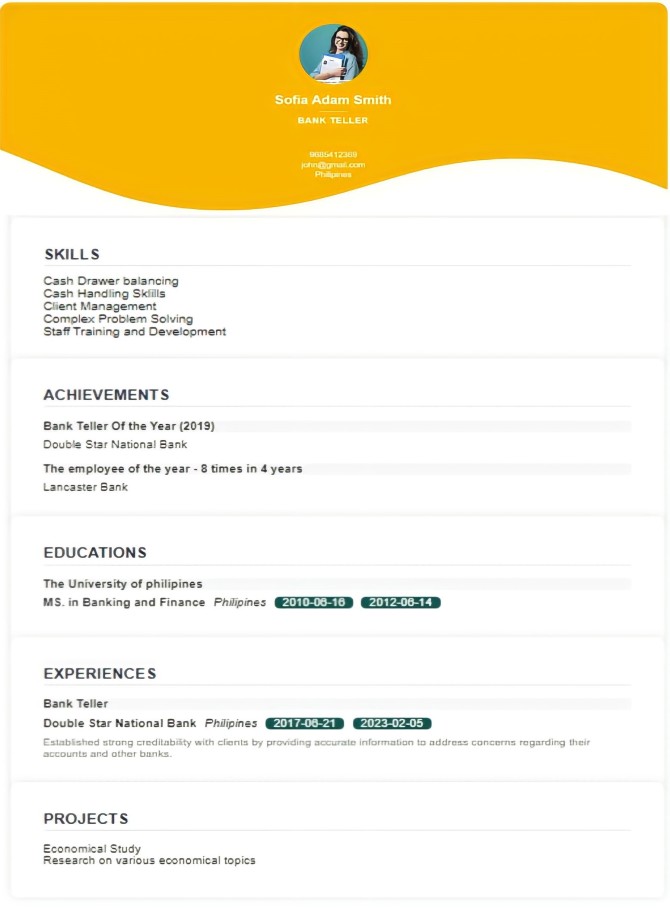 Sofia Adam Smith
BANK TELLER
9685412369
john@gmail.com
Philipines
SKILLS
Cash Drawer balancing
Cash Handling Sklills
Client Management
Complex Problem Solving
Staff Training and Development
ACHIEVEMENTS
Bank Teller Of the Year (2019)
Double Star National Bank
The employee of the year - 8 times in 4 years
Lancaster Bank
EDUCATIONS
The University of philipines
MS. in Banking and Finance Philipines 2010-06-16 2012-06-14
EXPERIENCES
Bank Teller
Double Star National Bank Philipines 2017-06-21 2023-02-05
Established strong creditability with clients by providing accurate information to address concerns regarding their
accounts and other banks.
PROJECTS
Economical Study
Research on various economical topics